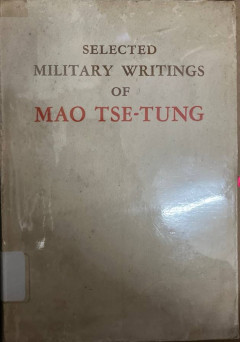 SELECTED
MILITARY WRITINGS
OF
MAO TSE-TUNG